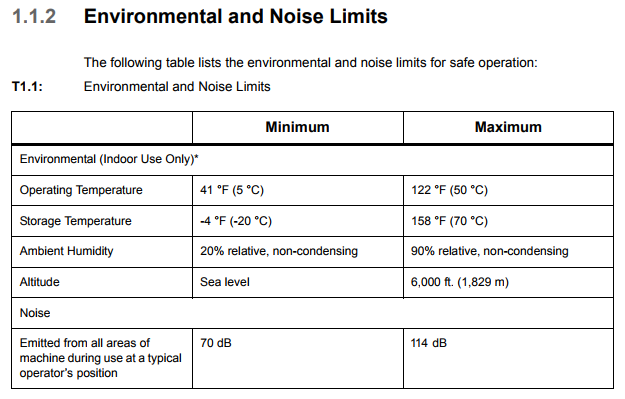 1.1.2 Environmental and Noise Limits
The following table lists the environmental and noise limits for safe operation:
T1.1: Environmental and Noise Limits
Minimum Maximum
Environmental (Indoor Use Only)*
Operating Temperature 41 °F (5 °C) 122 °F (50 °C)
Storage Temperature -4 °F (-20 °C) 158 °F (70 °C)
Ambient Humidity 20% relative, non-condensing 90% relative, non-condensing
Altitude Sea level 6,000 ft. (1,829 m)
Noise
Emitted from all areas of 70 dB 114 dB
machine during use at a typical
operator's position